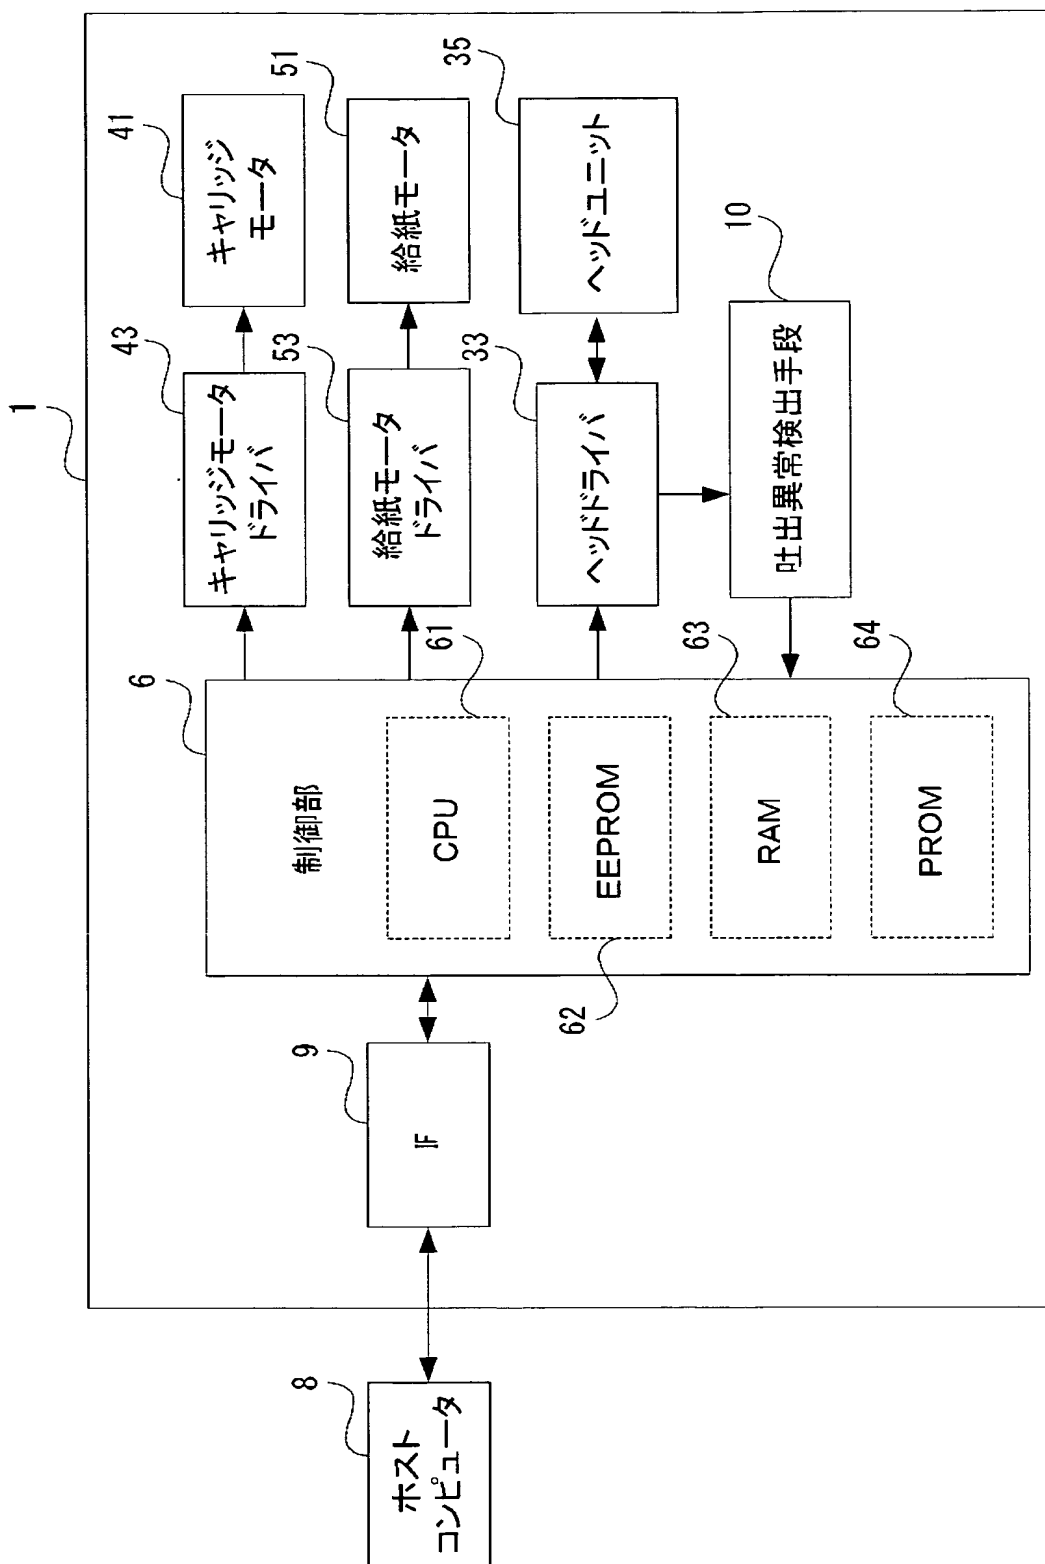 1
8
ホスト
コンピュータ
9
IF
6
制御部
61
CPU
62
EEPROM
63
RAM
64
PROM
43
キャリッジモータ
ドライバ
41
キャリッジ
モータ
53
給紙モータ
ドライバ
51
給紙モータ
33
ヘッドドライバ
35
ヘッドユニット
10
吐出異常検出手段